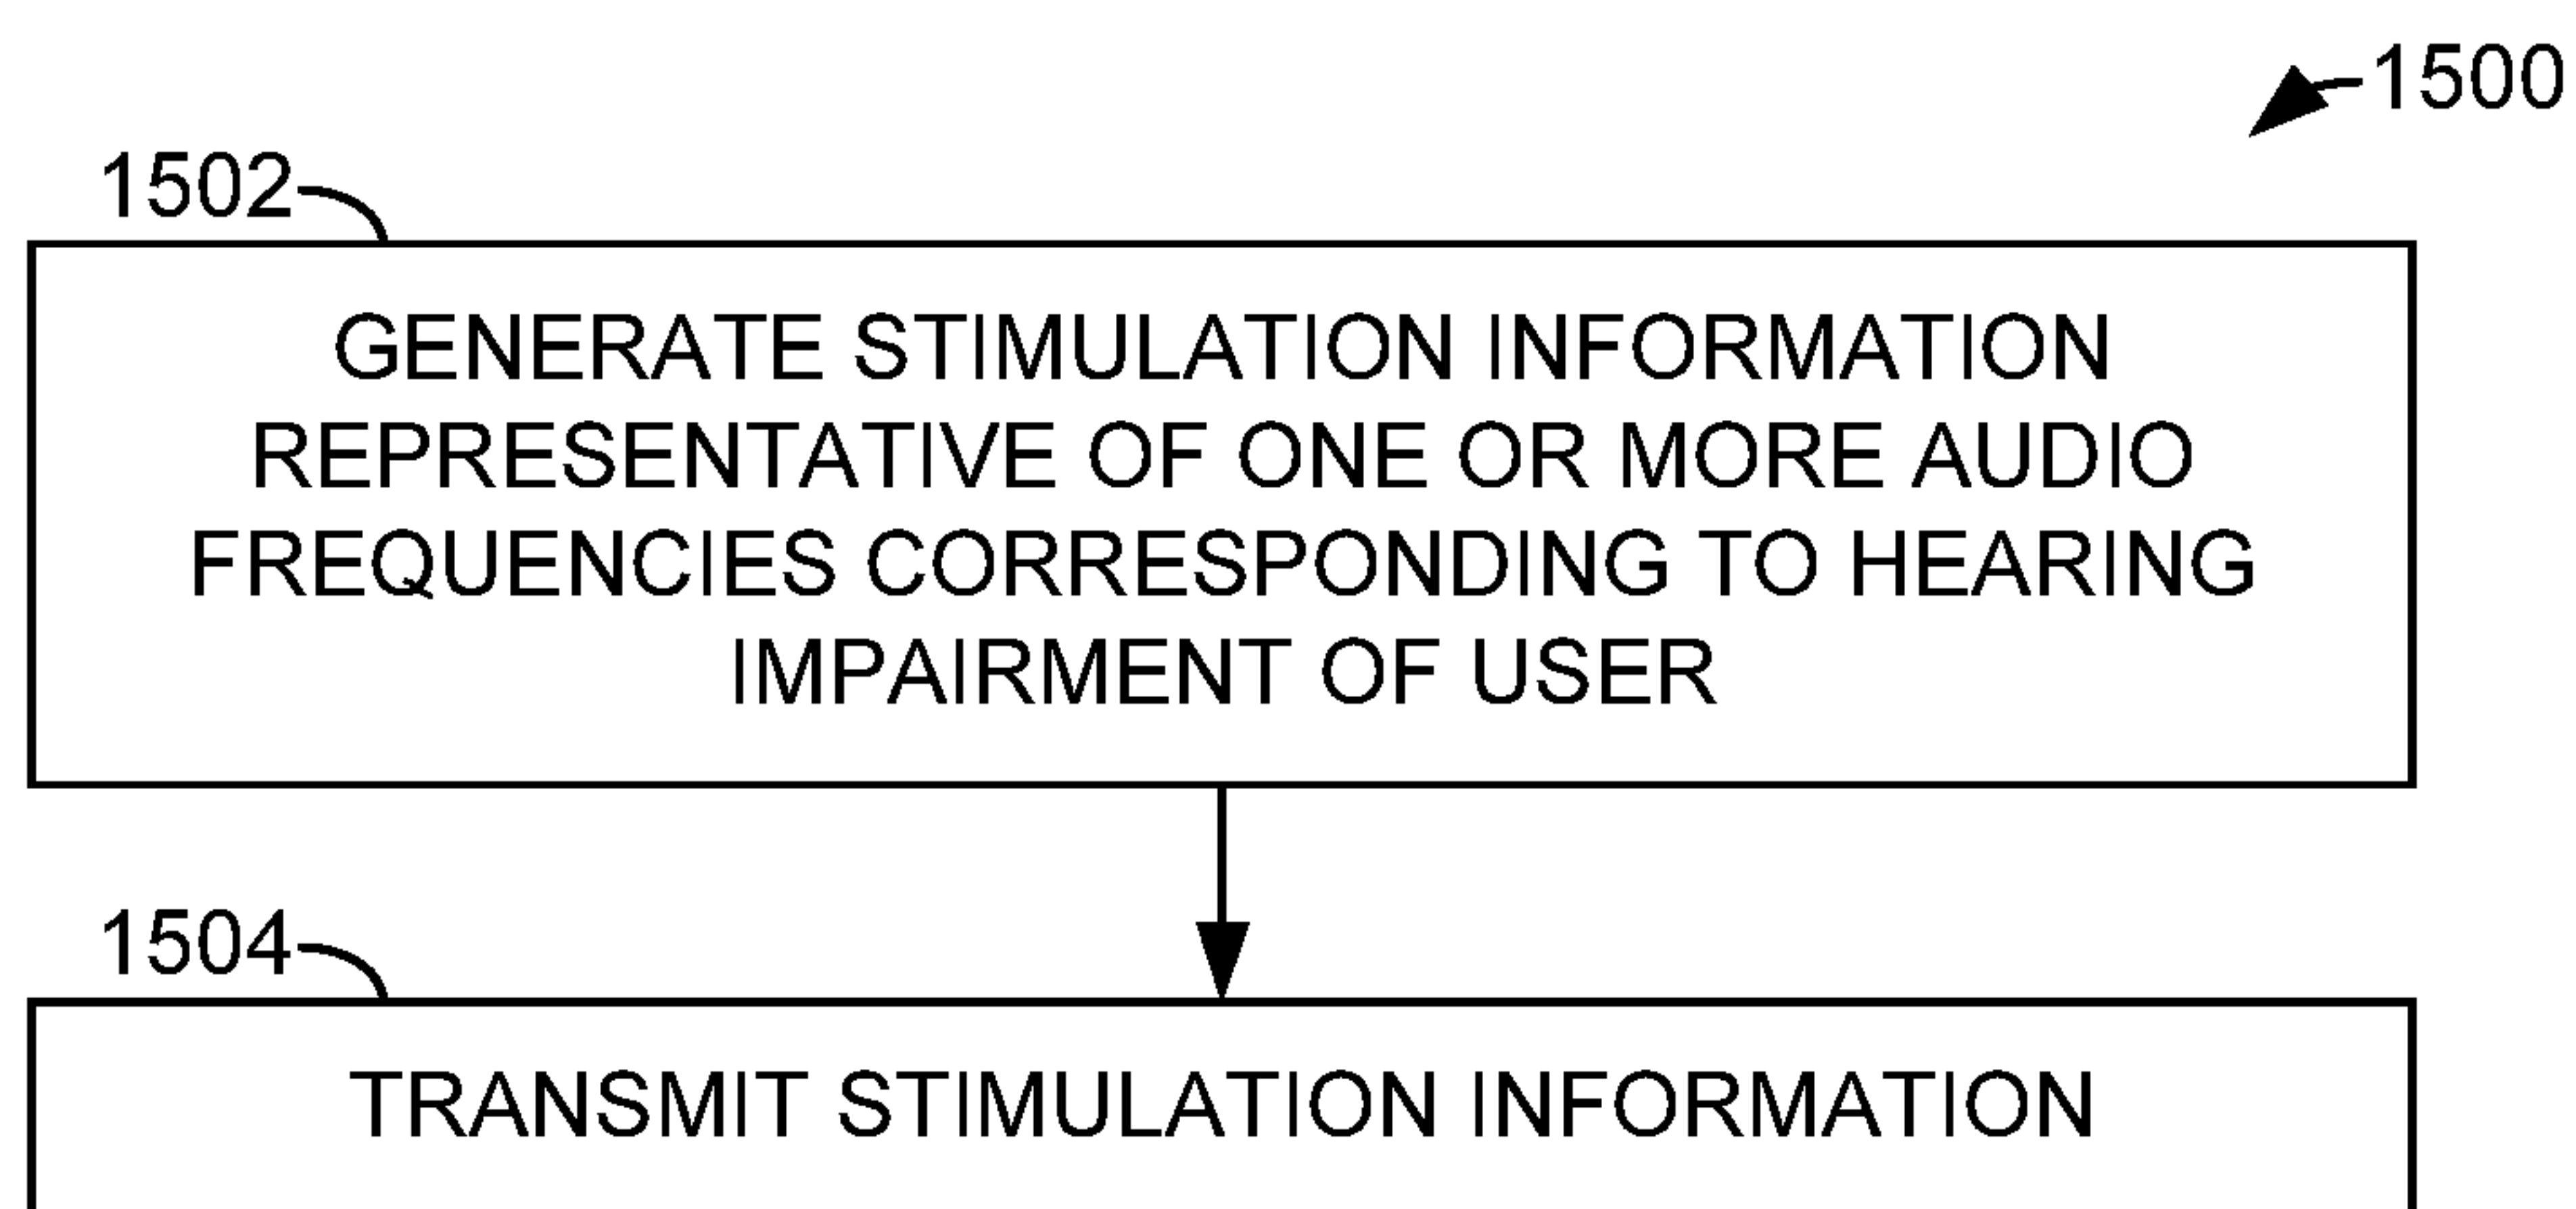 1500
1502
GENERATE STIMULATION INFORMATION
REPRESENTATIVE OF ONE OR MORE AUDIO
FREQUENCIES CORRESPONDING TO HEARING
IMPAIRMENT OF USER
1504
TRANSMIT STIMULATION INFORMATION